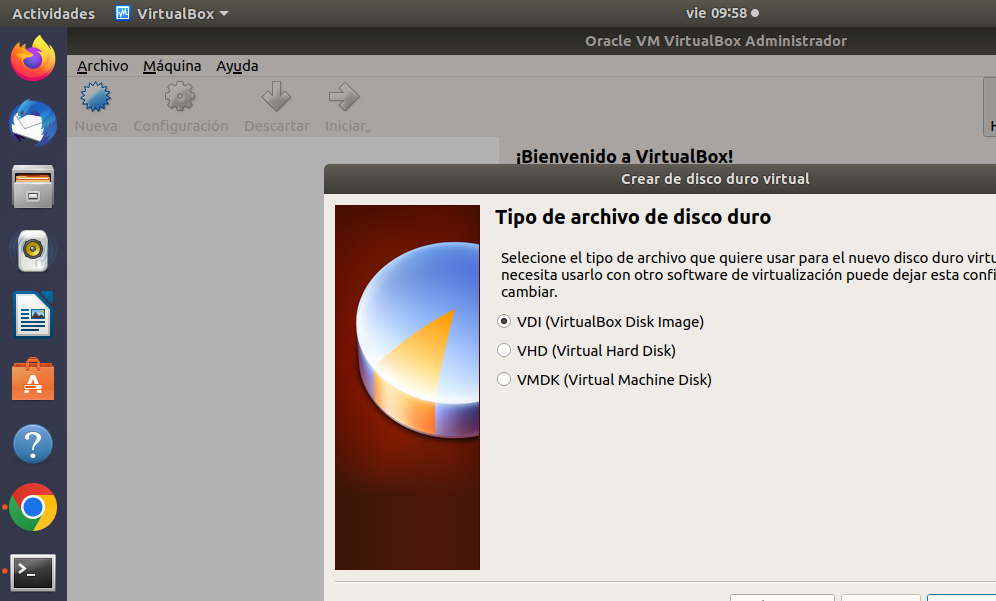 Actividades VirtualBox vie 09:58
Oracle VM VirtualBox Administrador
Archivo Máquina Ayuda
Nueva Configuración Descartar Iniciar
¡Bienvenido a VirtualBox!
Crear de disco duro virtual
Tipo de archivo de disco duro
Selecione el tipo de archivo que quiere usar para el nuevo disco duro virtu
necesita usarlo con otro software de virtualización puede dejar esta confi
cambiar.
VDI (VirtualBox Disk Image)
VHD (Virtual Hard Disk)
VMDK (Virtual Machine Disk)